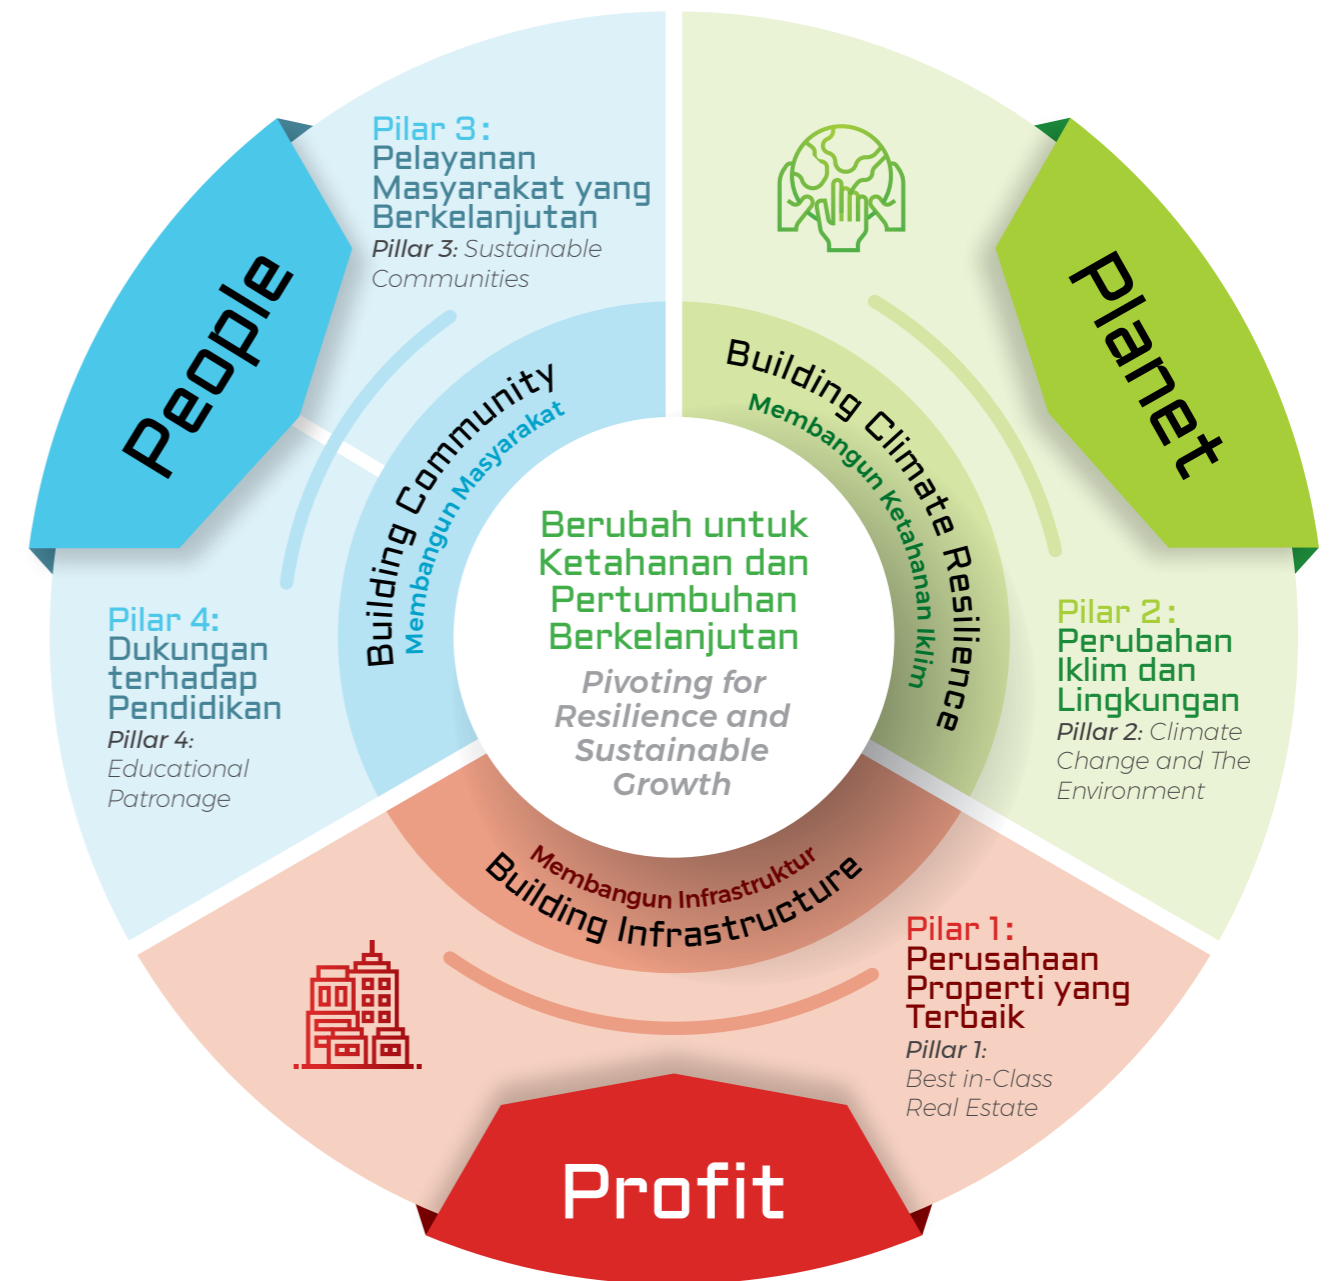 People
Pilar 3:
Pelayanan
Masyarakat yang
Berkelanjutan
Pillar 3: Sustainable
Communities
Building Community
Membangun Masyarakat
Pilar 4:
Dukungan
terhadap
Pendidikan
Pillar 4:
Educational
Patronage
Planet
Building Climate Resilience
Membangun Ketahanan Iklim
Pilar 2:
Perubahan
Iklim dan
Lingkungan
Pillar 2: Climate
Change and The
Environment
Berubah untuk
Ketahanan dan
Pertumbuhan
Berkelanjutan
Pivoting for
Resilience and
Sustainable
Growth
Membangun Infrastruktur
Building Infrastructure
Pilar 1:
Perusahaan
Properti yang
Terbaik
Pillar 1:
Best in-Class
Real Estate
Profit